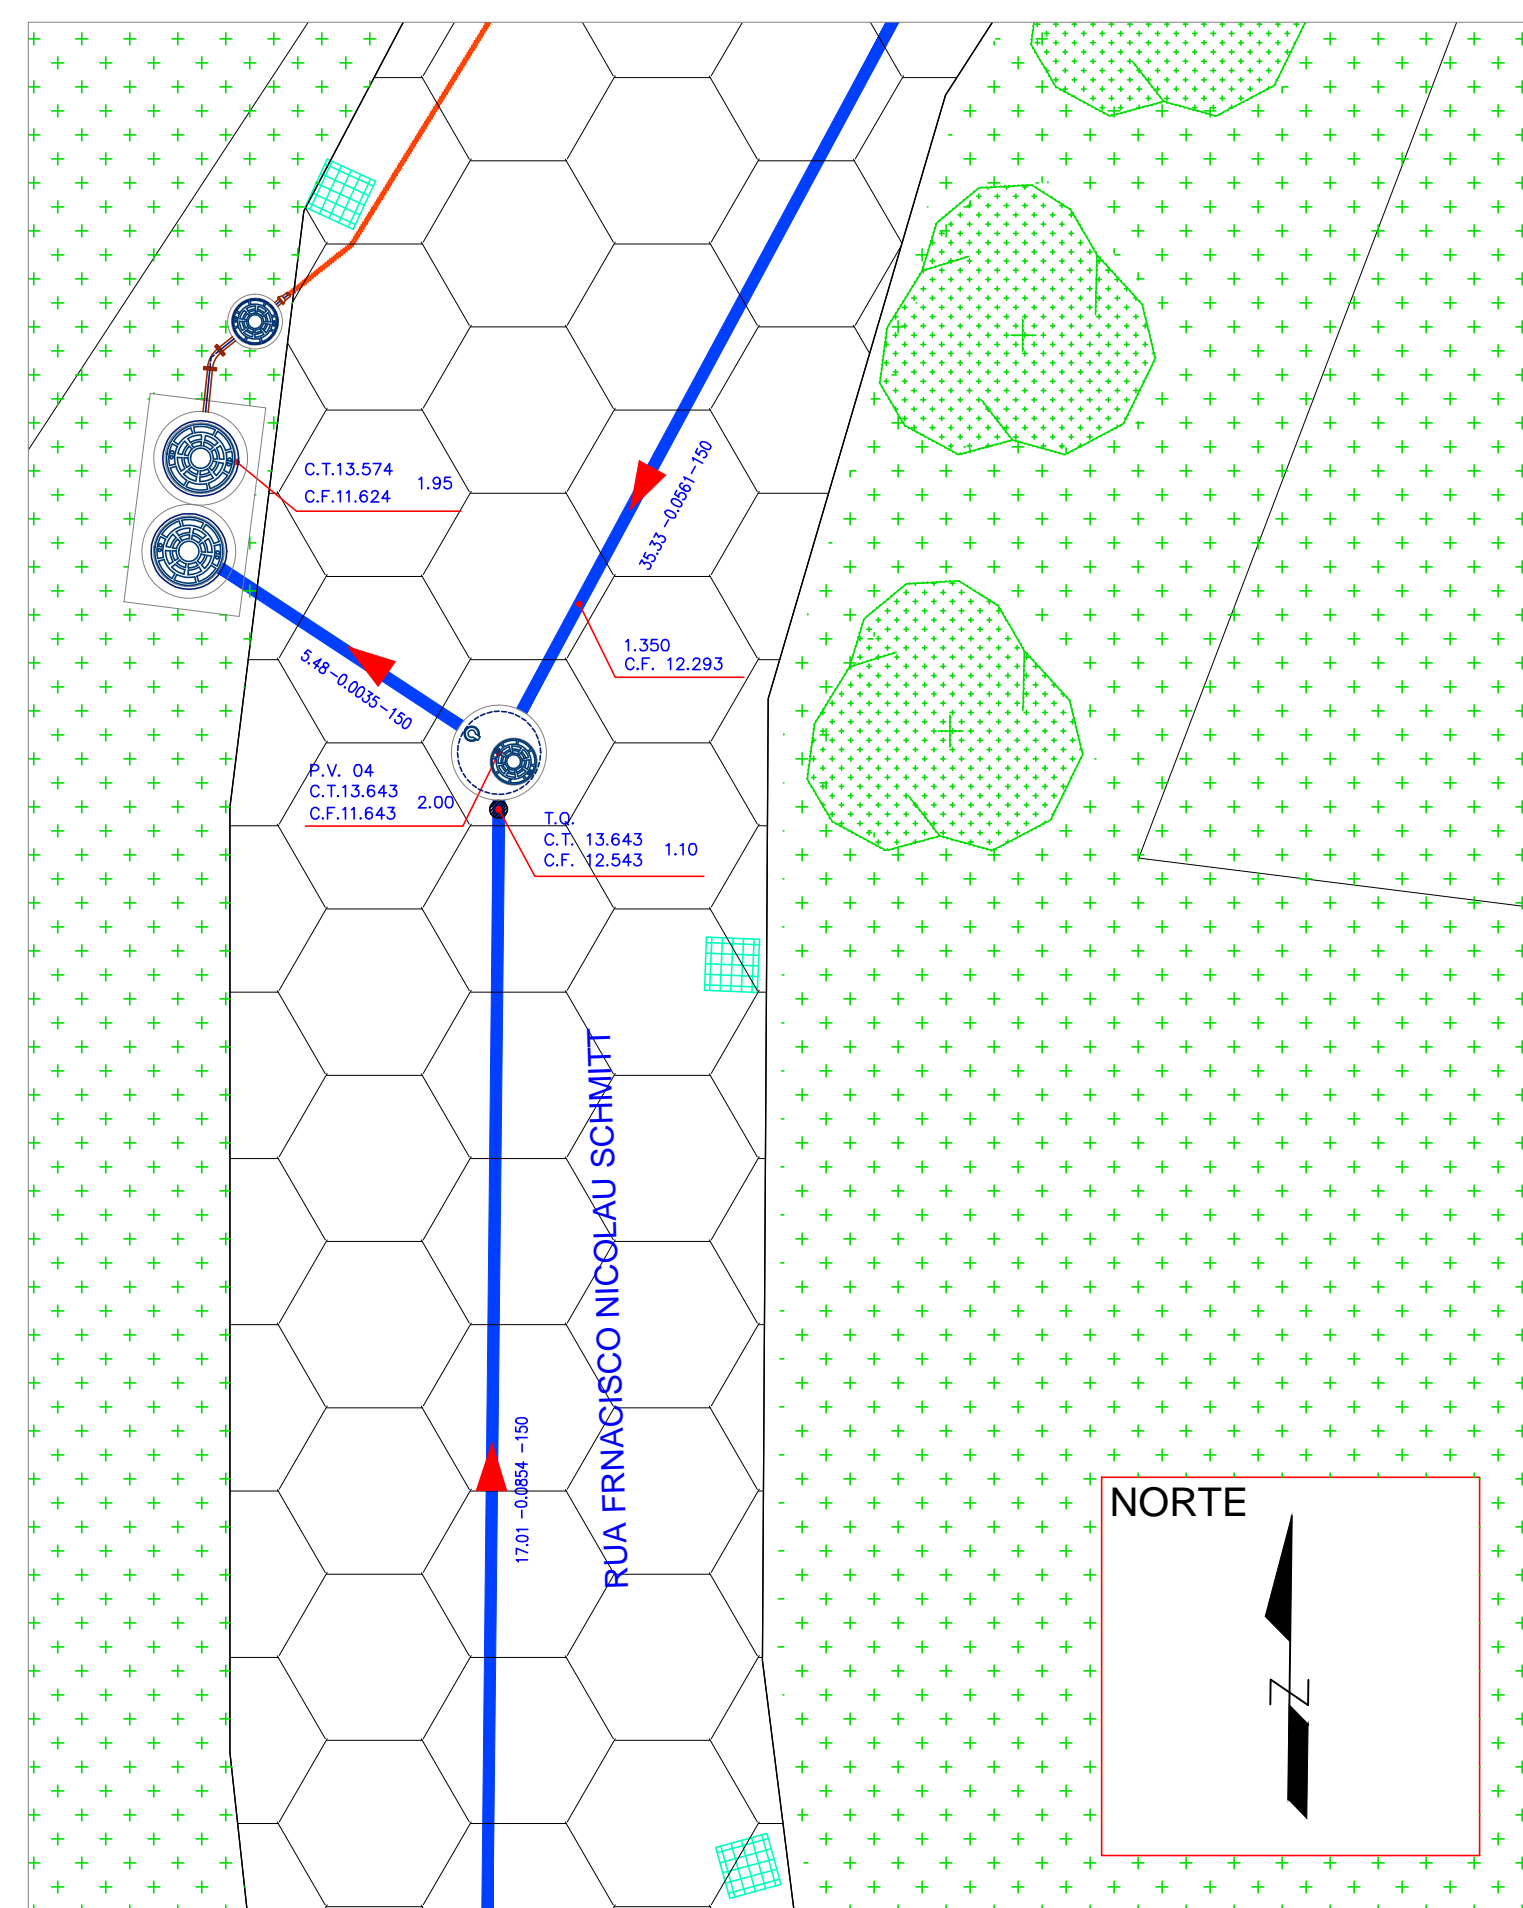 C.T.13.574
C.F.11.624
1.95
35.33 -0.0561-150
1.350
C.F. 12.293
5.48-0.0035-150
P.V. 04
C.T.13.643
C.F.11.643
2.00
T.Q.
C.T. 13.643
C.F. 12.543
1.10
RUA FRNACISCO NICOLAU SCHMITT
17.01 -0.0854 -150
NORTE
N